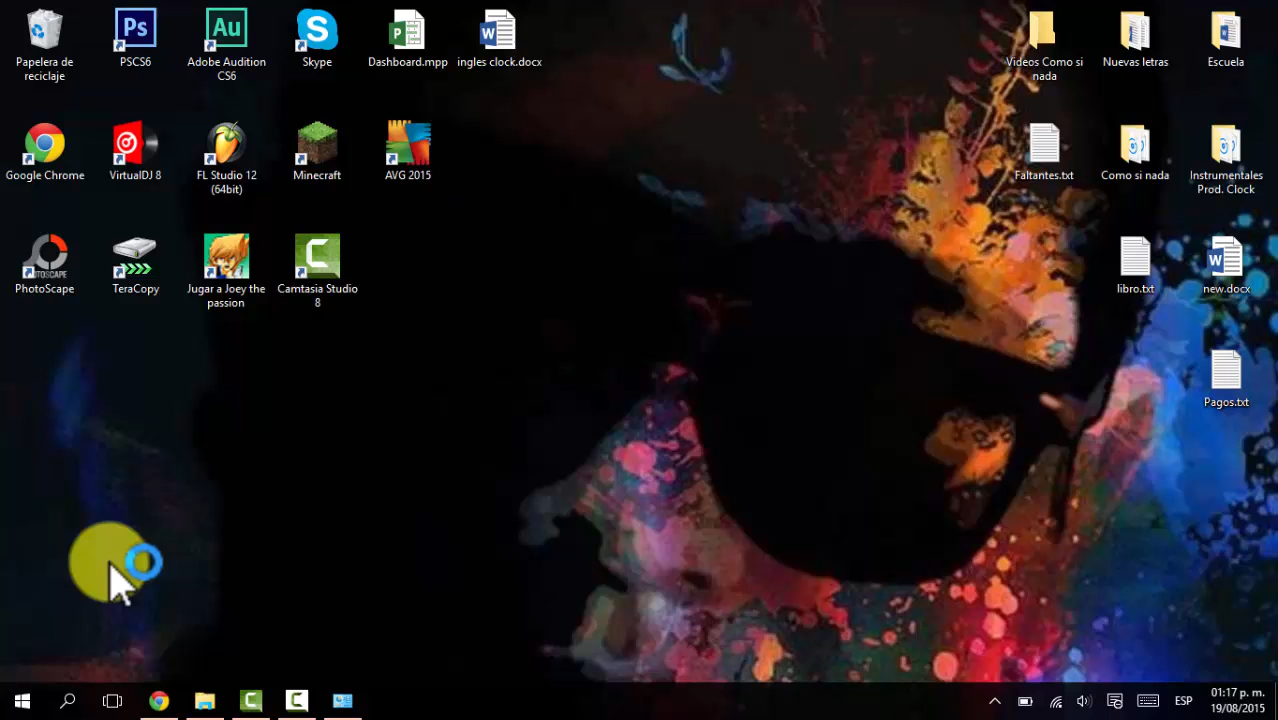 Papelera de
reciclaje
Ps
PSCS6
Au
Adobe Audition
CS6
Skype
Dashboard.mpp
ingles clock.docx
Videos Como si
nada
Nuevas letras
Escuela
Google Chrome
VirtualDJ 8
FL Studio 12
(64bit)
Minecraft
AVG 2015
Faltantes.txt
Como si nada
Instrumentales
Prod. Clock
PHOTOSCAPE
PhotoScape
TeraCopy
Jugar a Joey the
passion
Camtasia Studio
8
libro.txt
new.docx
Pagos.txt
ESP
01:17 p. m.
19/08/2015